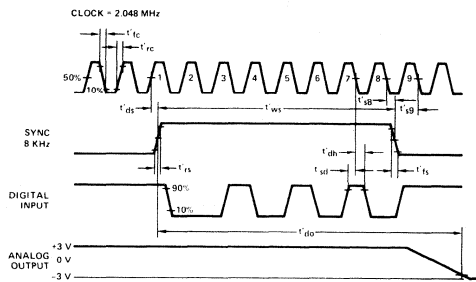 CLOCK = 2.048 MHz
t'fc
t'rc
50%
10%
1 2 3 4 5 6 7 8 9
t'ds
t'ws
t's8
t's9
SYNC
8 KHz
t'rs
t'dh
tsd
t'fs
DIGITAL
INPUT
90%
10%
t'do
ANALOG
OUTPUT
+3 V
0 V
−3 V